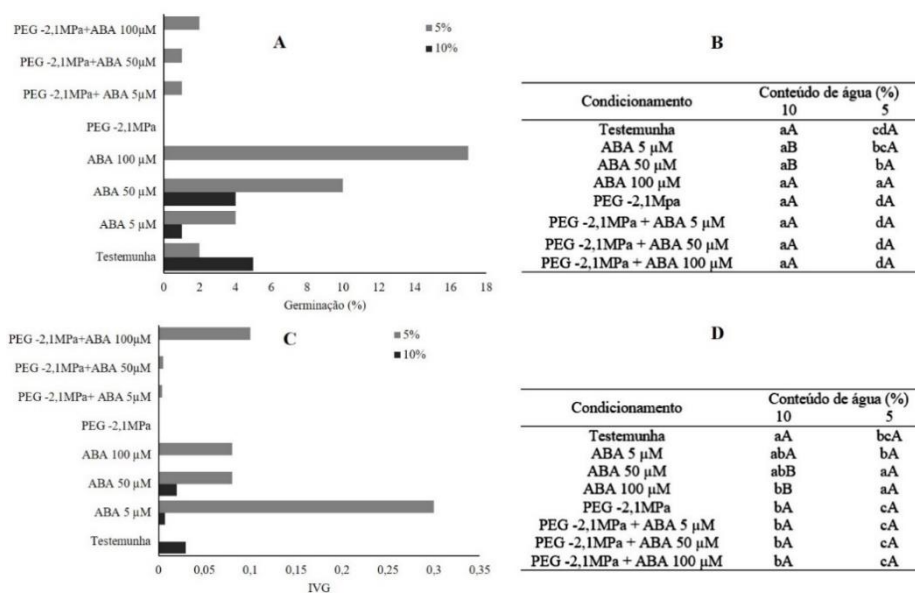 PEG -2,1MPa+ABA 100µM
PEG -2,1MPa+ABA 50µM
PEG -2,1MPa+ ABA 5µM
PEG -2,1MPa
ABA 100 µM
ABA 50 µM
ABA 5 µM
Testemunha
A
5%
10%
0 2 4 6 8 10 12 14 16 18
Germinação (%)
B
Condicionamento Conteúdo de água (%)
10 5
Testemunha aA cdA
ABA 5 µM aB bcA
ABA 50 µM aB bA
ABA 100 µM aA aA
PEG -2,1Mpa aA dA
PEG -2,1MPa + ABA 5 µM aA dA
PEG -2,1MPa + ABA 50 µM aA dA
PEG -2,1MPa + ABA 100 µM aA dA
PEG -2,1MPa+ABA 100µM
PEG -2,1MPa+ABA 50µM
PEG -2,1MPa+ ABA 5µM
PEG -2,1MPa
ABA 100 µM
ABA 50 µM
ABA 5 µM
Testemunha
C
5%
10%
0 0,05 0,1 0,15 0,2 0,25 0,3 0,35
IVG
D
Condicionamento Conteúdo de água (%)
10 5
Testemunha aA bcA
ABA 5 µM abA bA
ABA 50 µM abB aA
ABA 100 µM bB aA
PEG -2,1MPa bA cA
PEG -2,1MPa + ABA 5 µM bA cA
PEG -2,1MPa + ABA 50 µM bA cA
PEG -2,1MPa + ABA 100 µM bA cA